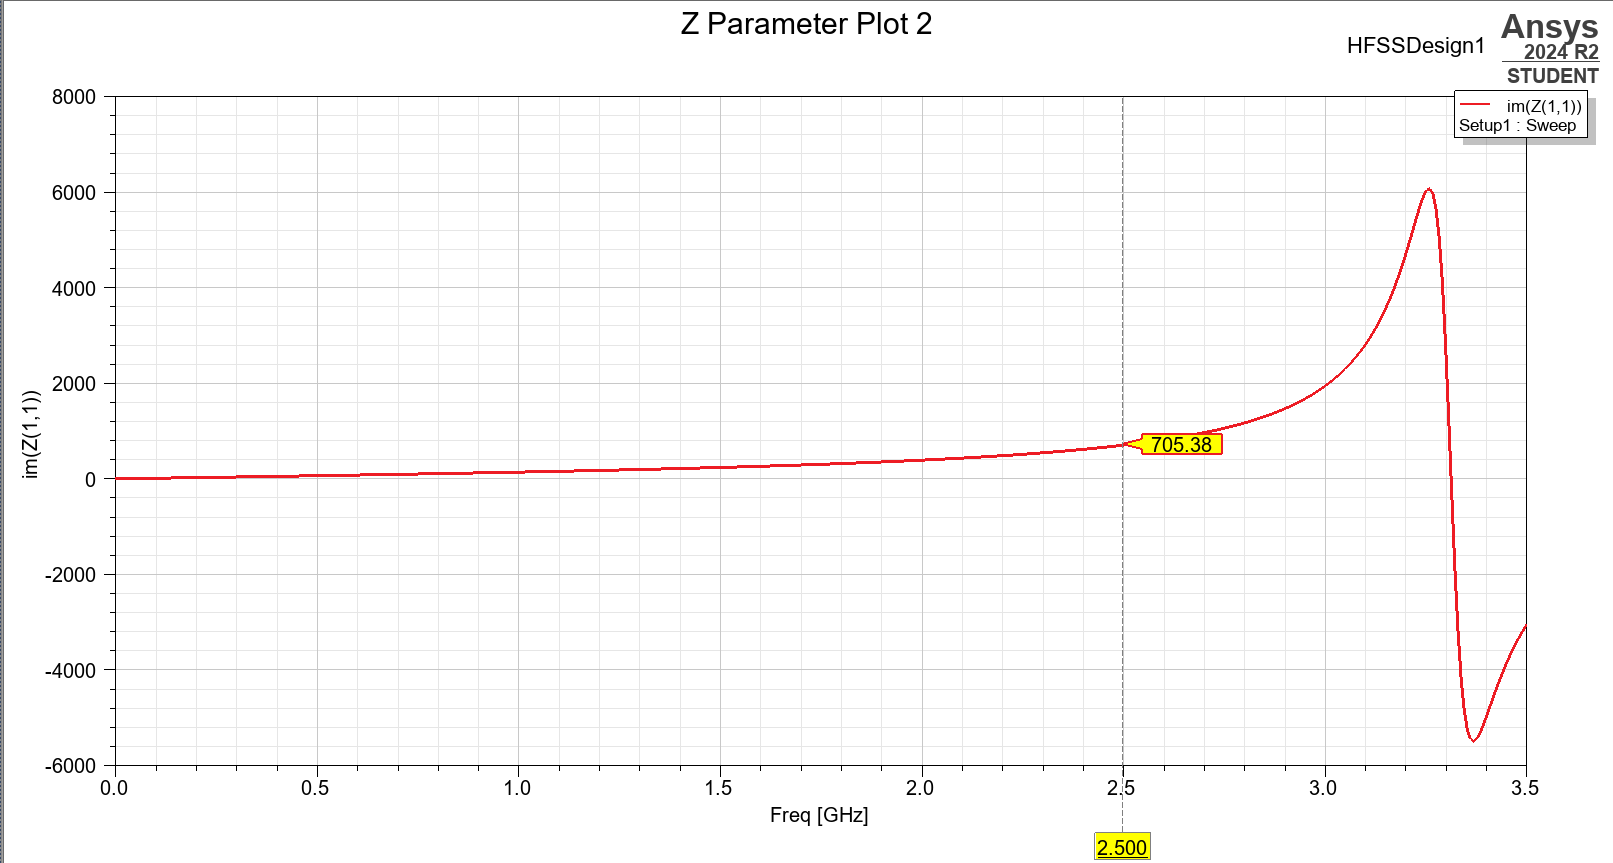 Z Parameter Plot 2
HFSSDesign1
Ansys
2024 R2
STUDENT
im(Z(1,1))
Setup1 : Sweep
8000
6000
4000
2000
0
-2000
-4000
-6000
im(Z(1,1))
705.38
0.0
0.5
1.0
1.5
2.0
2.5
3.0
3.5
Freq [GHz]
2.500